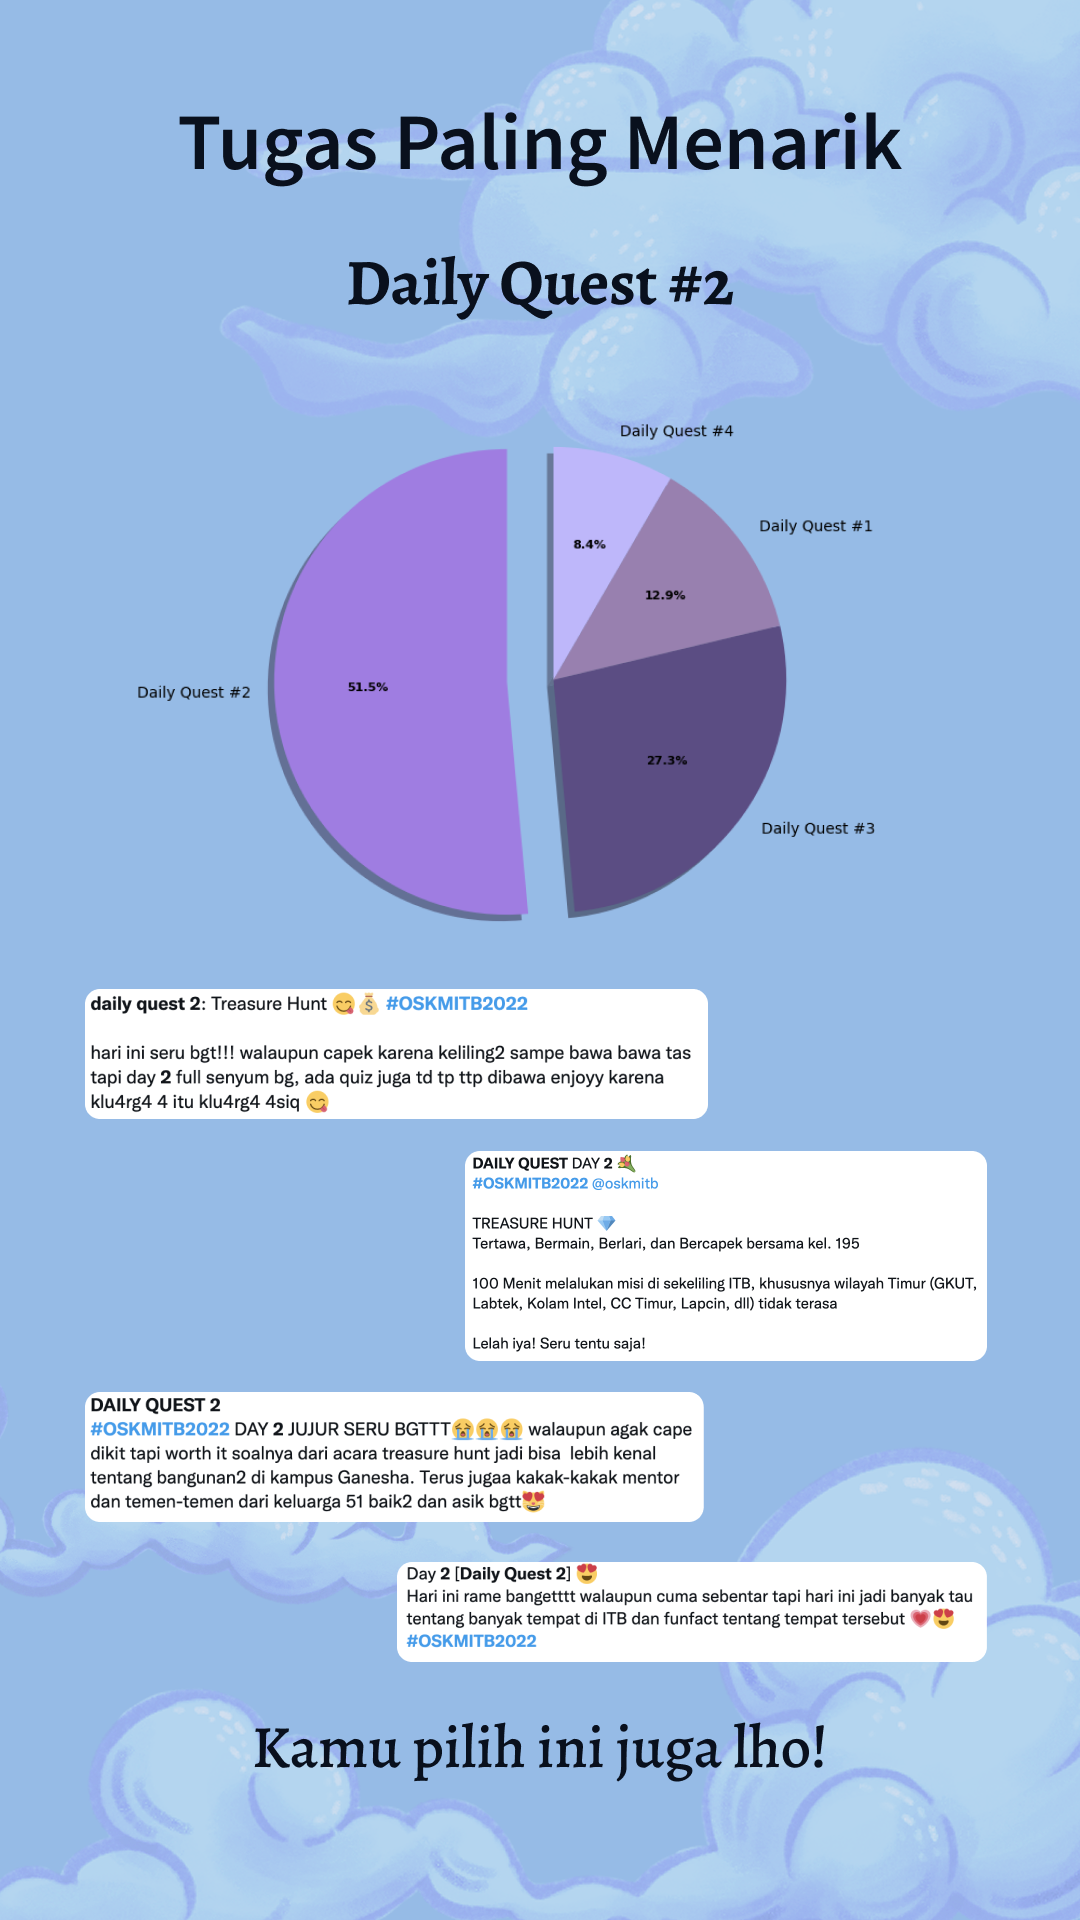 Tugas Paling Menarik
Daily Quest #2
Daily Quest #4
Daily Quest #1
8.4%
12.9%
Daily Quest #2
51.5%
27.3%
Daily Quest #3
daily quest 2: Treasure Hunt 😋💰 #OSKMITB2022
hari ini seru bgt!!! walaupun capek karena keliling2 sampe bawa bawa tas
tapi day 2 full senyum bg, ada quiz juga td tp ttp dibawa enjoyy karena
klu4rg4 4 itu klu4rg4 4siq 😋
DAILY QUEST DAY 2 💐
#OSKMITB2022 @oskmitb
TREASURE HUNT 💎
Tertawa, Bermain, Berlari, dan Bercapek bersama kel. 195
100 Menit melalukan misi di sekeliling ITB, khususnya wilayah Timur (GKUT,
Labtek, Kolam Intel, CC Timur, Lapcin, dll) tidak terasa
Lelah iya! Seru tentu saja!
DAILY QUEST 2
#OSKMITB2022 DAY 2 JUJUR SERU BGTTT😭😭😭 walaupun agak cape
dikit tapi worth it soalnya dari acara treasure hunt jadi bisa  lebih kenal
tentang bangunan2 di kampus Ganesha. Terus jugaa kakak-kakak mentor
dan temen-temen dari keluarga 51 baik2 dan asik bgtt😻
Day 2 [Daily Quest 2] 😍
Hari ini rame bangetttt walaupun cuma sebentar tapi hari ini jadi banyak tau
tentang banyak tempat di ITB dan funfact tentang tempat tersebut 💗😍
#OSKMITB2022
Kamu pilih ini juga lho!